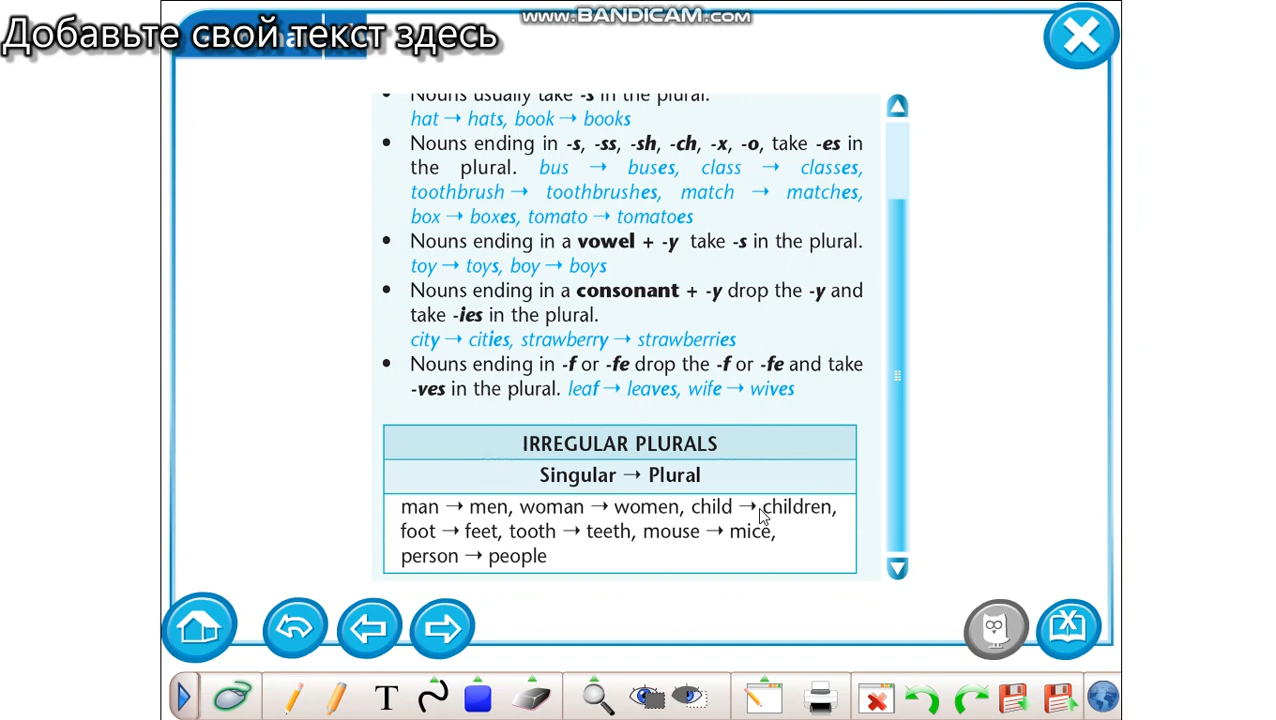 www.BANDICAM.com
Добавьте свой текст здесь
• Nouns usually take -s in the plural.
hat → hats, book → books
• Nouns ending in -s, -ss, -sh, -ch, -x, -o, take -es in
the plural. bus → buses, class → classes,
toothbrush → toothbrushes, match → matches,
box → boxes, tomato → tomatoes
• Nouns ending in a vowel + -y take -s in the plural.
toy → toys, boy → boys
• Nouns ending in a consonant + -y drop the -y and
take -ies in the plural.
city → cities, strawberry → strawberries
• Nouns ending in -f or -fe drop the -f or -fe and take
-ves in the plural. leaf → leaves, wife → wives
IRREGULAR PLURALS
Singular → Plural
man → men, woman → women, child → children,
foot → feet, tooth → teeth, mouse → mice,
person → people
T